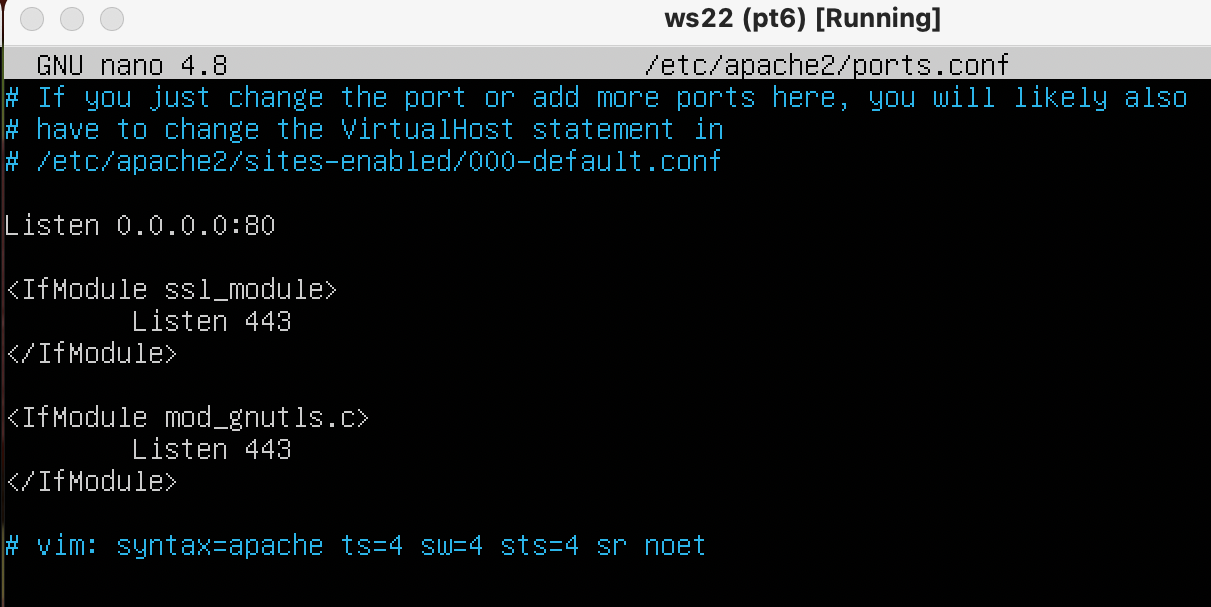 ws22 (pt6) [Running]
GNU nano 4.8 /etc/apache2/ports.conf
# If you just change the port or add more ports here, you will likely also
# have to change the VirtualHost statement in
# /etc/apache2/sites-enabled/000-default.conf
Listen 0.0.0.0:80
<IfModule ssl_module>
Listen 443
</IfModule>
<IfModule mod_gnutls.c>
Listen 443
</IfModule>
# vim: syntax=apache ts=4 sw=4 sts=4 sr noet